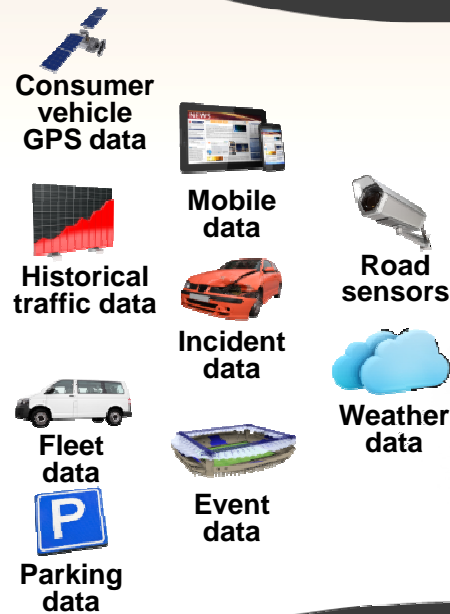 Consumer
vehicle
GPS data
NEWS
Mobile
data
Historical
traffic data
Road
sensors
Incident
data
Weather
data
Fleet
data
Event
data
P
Parking
data